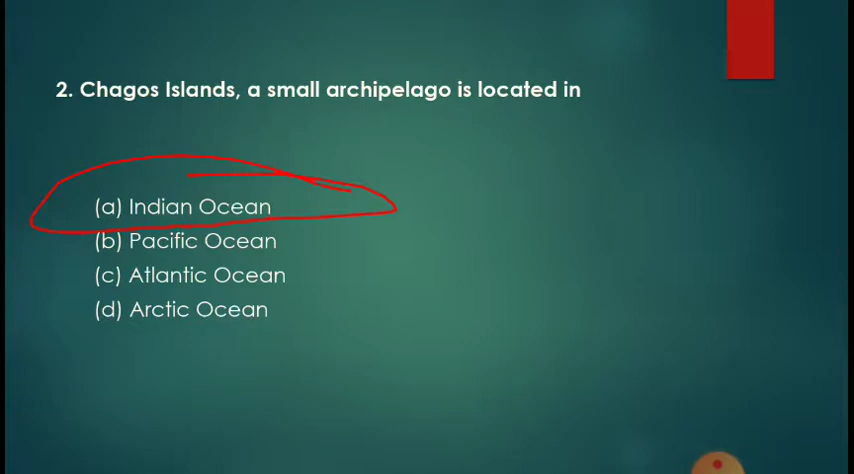 2. Chagos Islands, a small archipelago is located in
(a) Indian Ocean
(b) Pacific Ocean
(c) Atlantic Ocean
(d) Arctic Ocean